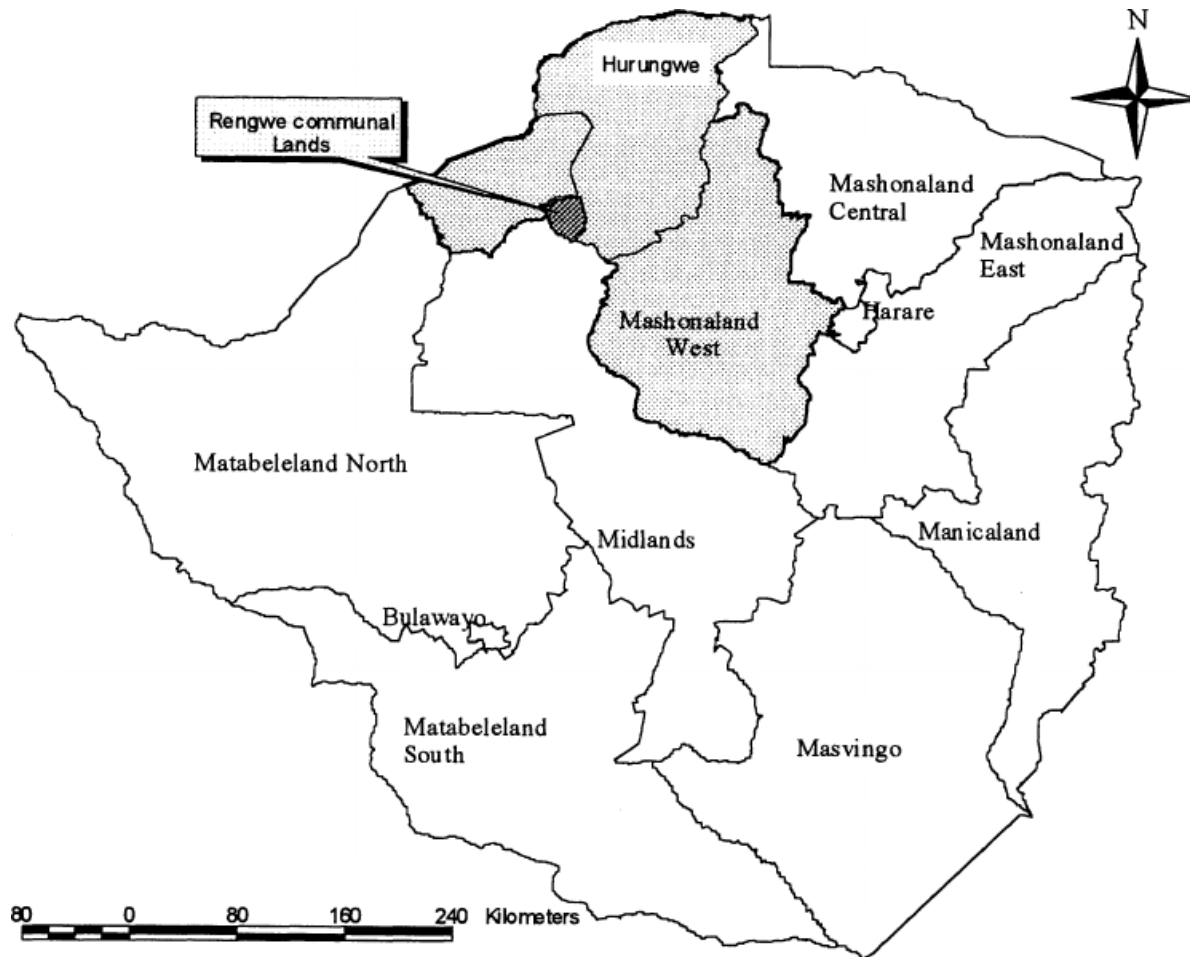 N
Hurungwe
Rengwe communal
Lands
Mashonaland
Central
Mashonaland
East
Harare
Mashonaland
West
Matabeleland North
Midlands
Manicaland
Bulawayo
Matabeleland
South
Masvingo
80 0 80 160 240 Kilometers